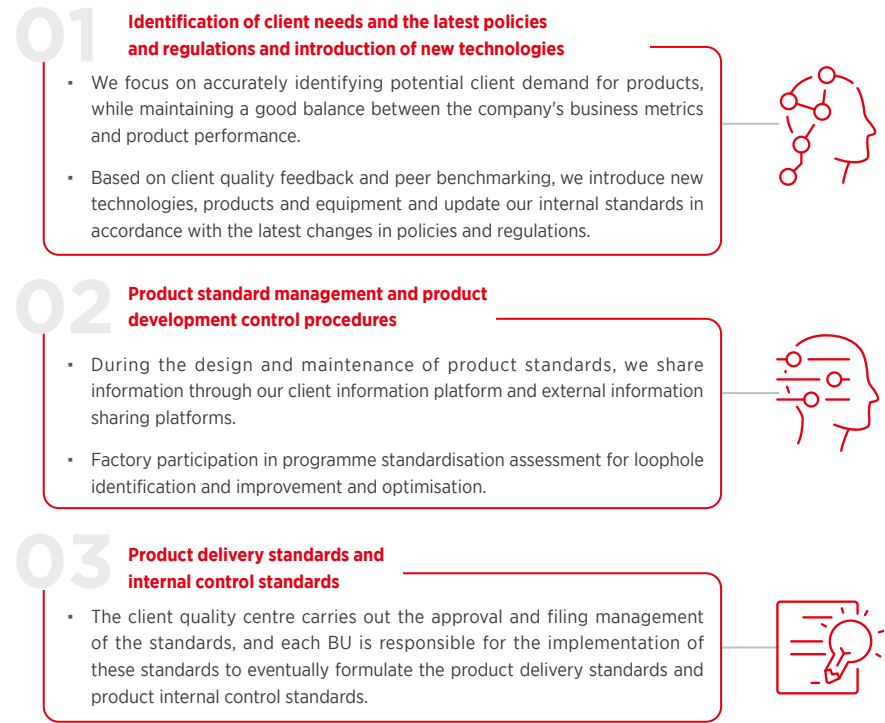 01
Identification of client needs and the latest policies
and regulations and introduction of new technologies
▪ We focus on accurately identifying potential client demand for products,
while maintaining a good balance between the company's business metrics
and product performance.
▪ Based on client quality feedback and peer benchmarking, we introduce new
technologies, products and equipment and update our internal standards in
accordance with the latest changes in policies and regulations.
02
Product standard management and product
development control procedures
▪ During the design and maintenance of product standards, we share
information through our client information platform and external information
sharing platforms.
▪ Factory participation in programme standardisation assessment for loophole
identification and improvement and optimisation.
03
Product delivery standards and
internal control standards
▪ The client quality centre carries out the approval and filing management
of the standards, and each BU is responsible for the implementation of
these standards to eventually formulate the product delivery standards and
product internal control standards.